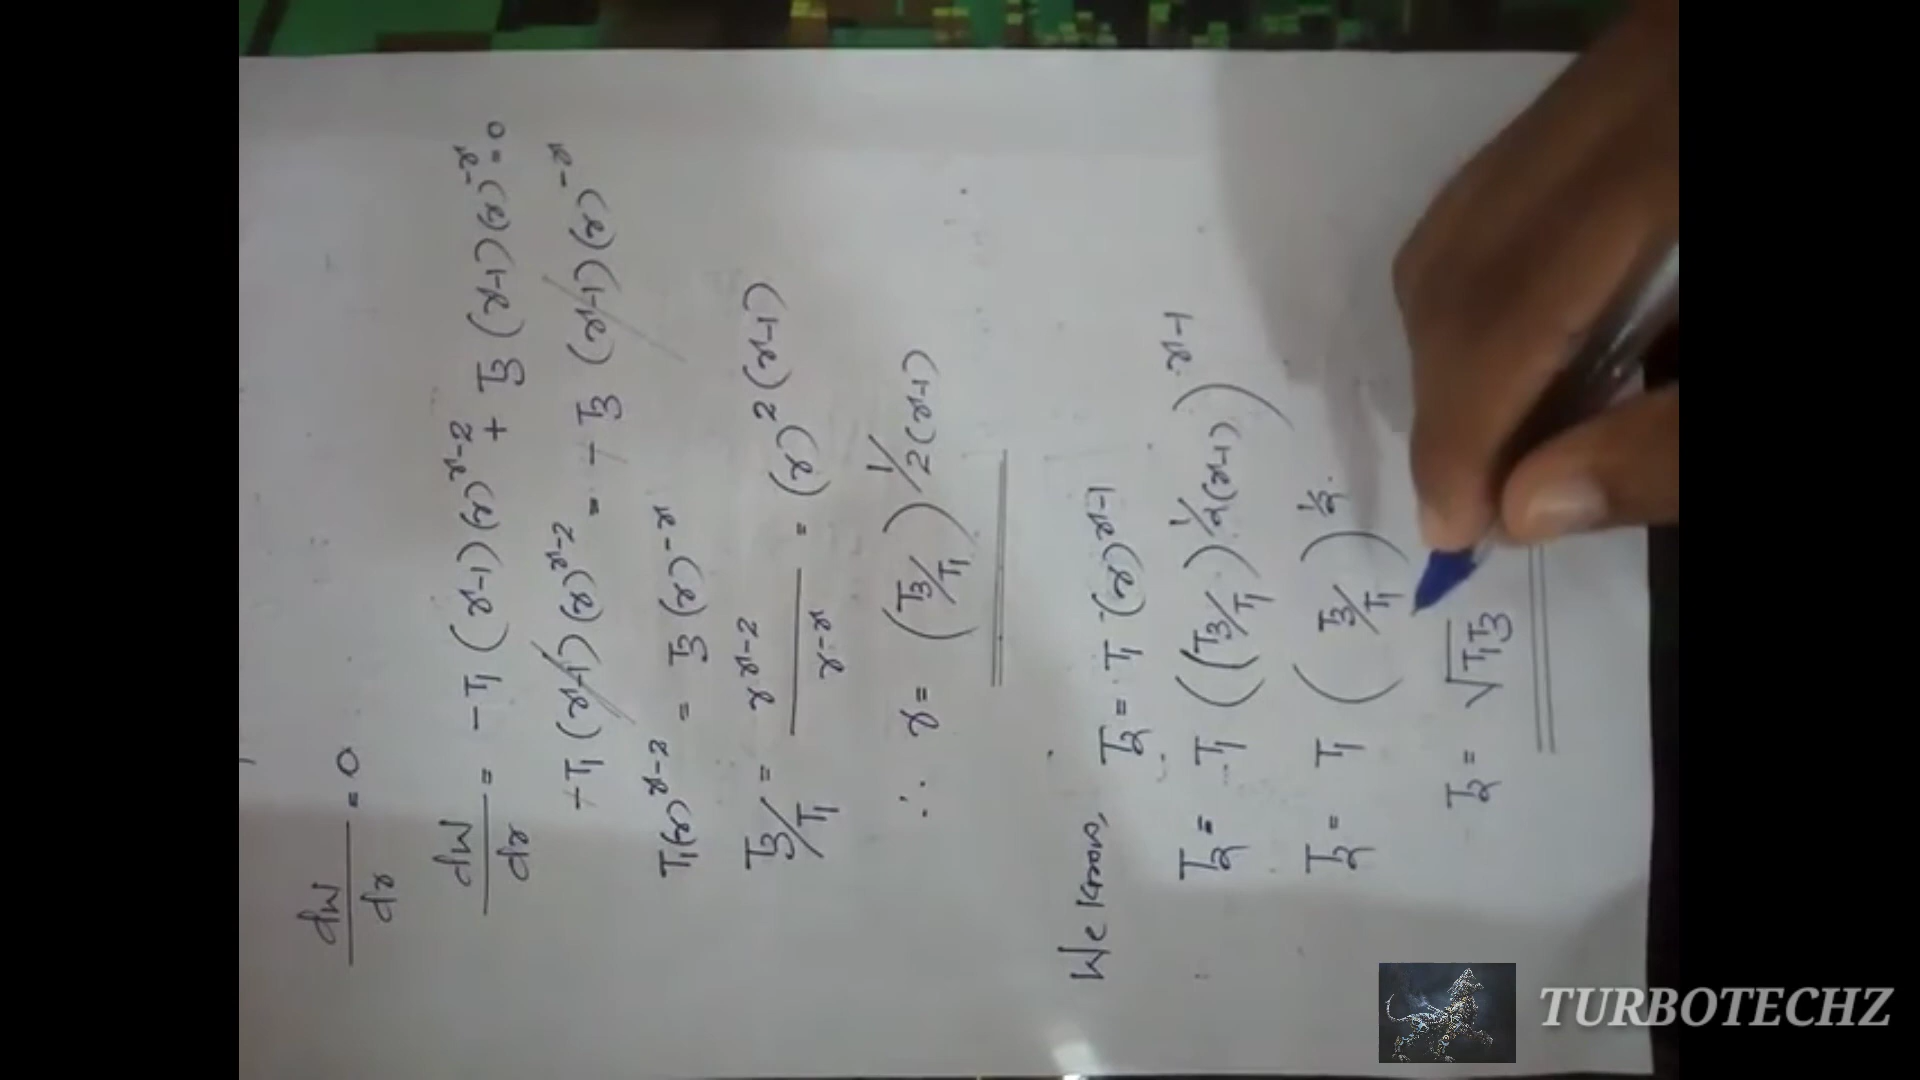 dW/dr = 0
dW/dr = -T1(γ-1)(r)^γ-2 + T3(γ-1)(r)^-γ = 0
-T1(γ-1)(r)^γ-2 = -T3(γ-1)(r)^-γ
T1(r)^γ-2 = T3(r)^-γ
T3/T1 = r^γ-2/r^-γ = (r)^2(γ-1)
∴ r = (T3/T1)^1/2(γ-1)
We know, T2 = T1(r)^γ-1
T2 = T1((T3/T1)^1/2(γ-1))^γ-1
T2 = T1(T3/T1)^1/2
T2 = √T1T3
TURBOTECHZ